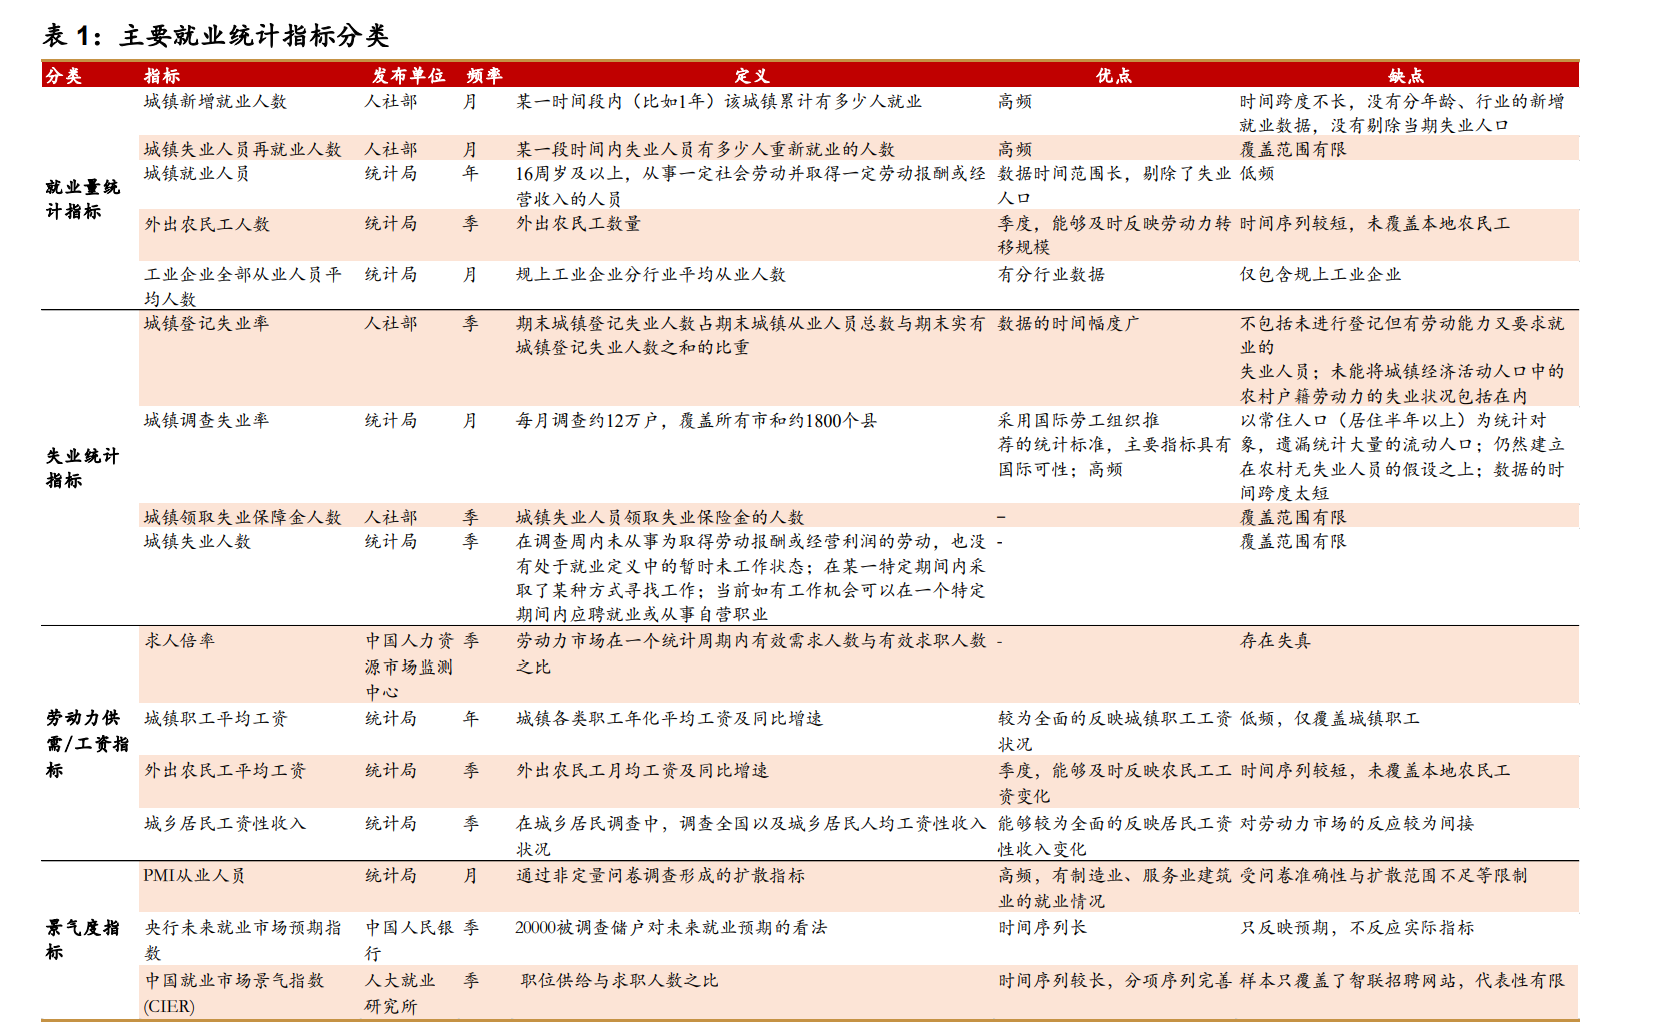 表 1：主要就业统计指标分类
分类 指标 发布单位 频率 定义 优点 缺点
就业量统计指标
城镇新增就业人数 人社部 月 某一时间段内（比如1年）该城镇累计有多少人就业 高频 时间跨度不长，没有分年龄、行业的新增
就业数据，没有剔除当期失业人口
城镇失业人员再就业人数 人社部 月 某一段时间内失业人员有多少人重新就业的人数 高频 覆盖范围有限
城镇就业人员 统计局 年 16周岁及以上，从事一定社会劳动并取得一定劳动报酬或经 数据时间范围长，剔除了失业 低频
营收入的人员 人口
外出农民工人数 统计局 季 外出农民工数量 季度，能够及时反映劳动力转 时间序列较短，未覆盖本地农民工
移规模
工业企业全部从业人员平 统计局 月 规上工业企业分行业平均从业人数 有分行业数据 仅包含规上工业企业
均人数
失业统计
指标
城镇登记失业率 人社部 季 期末城镇登记失业人数占期末城镇从业人员总数与期末实有 数据的时间幅度广 不包括未进行登记但有劳动能力又要求就
城镇登记失业人数之和的比重 业的
失业人员；未能将城镇经济活动人口中的
农村户籍劳动力的失业状况包括在内
城镇调查失业率 统计局 月 每月调查约12万户，覆盖所有市和约1800个县 采用国际劳工组织推 以常住人口（居住半年以上）为统计对
荐的统计标准，主要指标具有 象，遗漏统计大量的流动人口；仍然建立
国际可性；高频 在农村无失业人员的假设之上；数据的时
间跨度太短
城镇领取失业保障金人数 人社部 季 城镇失业人员领取失业保险金的人数 - 覆盖范围有限
城镇失业人数 统计局 季 在调查周内未从事为取得劳动报酬或经营利润的劳动，也没 - 覆盖范围有限
有处于就业定义中的暂时未工作状态；在某一特定期间内采
取了某种方式寻找工作；当前如有工作机会可以在一个特定
期间内应聘就业或从事自营职业
劳动力供
需/工资指
标
求人倍率 中国人力资 季 劳动力市场在一个统计周期内有效需求人数与有效求职人数 - 存在失真
源市场监测 之比
中心
城镇职工平均工资 统计局 年 城镇各类职工年化平均工资及同比增速 较为全面的反映城镇职工工资 低频，仅覆盖城镇职工
状况
外出农民工平均工资 统计局 季 外出农民工月均工资及同比增速 季度，能够及时反映农民工工 时间序列较短，未覆盖本地农民工
资变化
城乡居民工资性收入 统计局 季 在城乡居民调查中，调查全国以及城乡居民人均工资性收入 能够较为全面的反映居民工资 对劳动力市场的反应较为间接
状况 性收入变化
景气度指
标
PMI从业人员 统计局 月 通过非定量问卷调查形成的扩散指标 高频，有制造业、服务业建筑 受问卷准确性与扩散范围不足等限制
业的就业情况
央行未来就业市场预期指 中国人民银 季 20000被调查储户对未来就业预期的看法 时间序列长 只反映预期，不反应实际指标
数 行
中国就业市场景气指数 人大就业 季 职位供给与求职人数之比 时间序列较长，分项序列完善 样本只覆盖了智联招聘网站，代表性有限
(CIER) 研究所